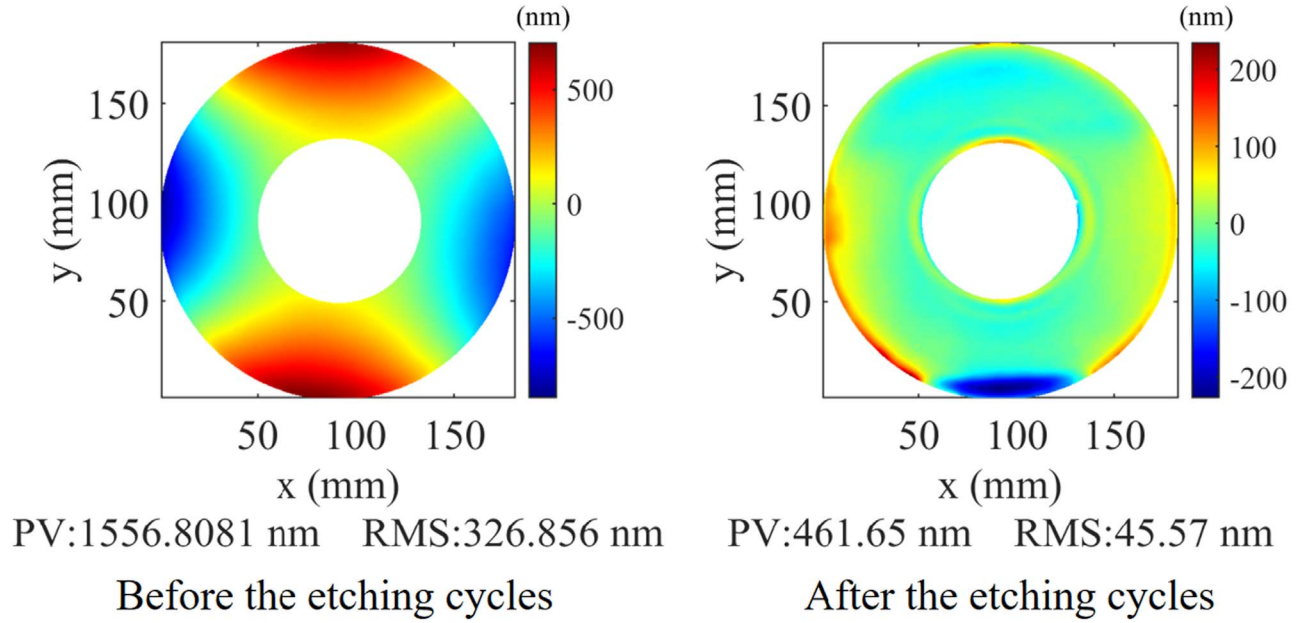 (nm)
150
100
50
50 100 150
x (mm)
y (mm)
500
0
-500
PV:1556.8081 nm RMS:326.856 nm
Before the etching cycles
(nm)
150
100
50
50 100 150
x (mm)
y (mm)
200
100
0
-100
-200
PV:461.65 nm RMS:45.57 nm
After the etching cycles